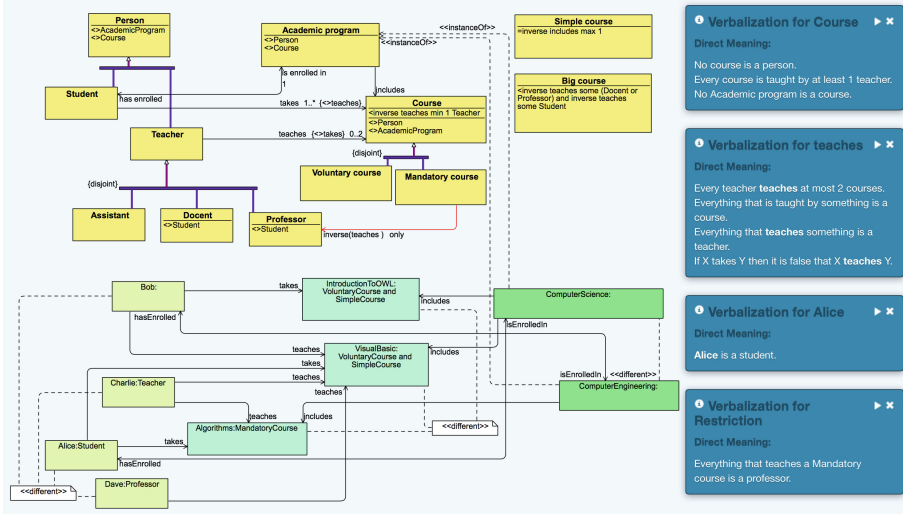 Person
<>AcademicProgram
<>Course
Academic program
<>Person
<>Course
<<instanceOf>>
<<instanceOf>>
Simple course
=inverse includes max 1
Big course
<inverse teaches some (Docent or
Professor) and inverse teaches
some Student
is enrolled in
1
Student
has enrolled
includes
takes 1..* {<>teaches}
Course
<inverse teaches min 1 Teacher
<>Person
<>AcademicProgram
Teacher
teaches {<>takes} 0..2
{disjoint}
Voluntary course
Mandatory course
{disjoint}
Assistant
Docent
<>Student
Professor
<>Student
inverse(teaches ) only
Bob:
takes
IntroductionToOWL:
VoluntaryCourse and
SimpleCourse
includes
ComputerScience:
hasEnrolled
isEnrolledIn
teaches
VisualBasic:
VoluntaryCourse and
SimpleCourse
includes
takes
teaches
teaches
isEnrolledIn
<<different>>
ComputerEngineering:
Charlie:Teacher
teaches
includes
Algorithms:MandatoryCourse
<<different>>
Alice:Student
takes
hasEnrolled
Dave:Professor
<<different>>
Verbalization for Course
Direct Meaning:
No course is a person.
Every course is taught by at least 1 teacher.
No Academic program is a course.
Verbalization for teaches
Direct Meaning:
Every teacher teaches at most 2 courses.
Everything that is taught by something is a
course.
Everything that teaches something is a
teacher.
If X takes Y then it is false that X teaches Y.
Verbalization for Alice
Direct Meaning:
Alice is a student.
Verbalization for
Restriction
Direct Meaning:
Everything that teaches a Mandatory
course is a professor.